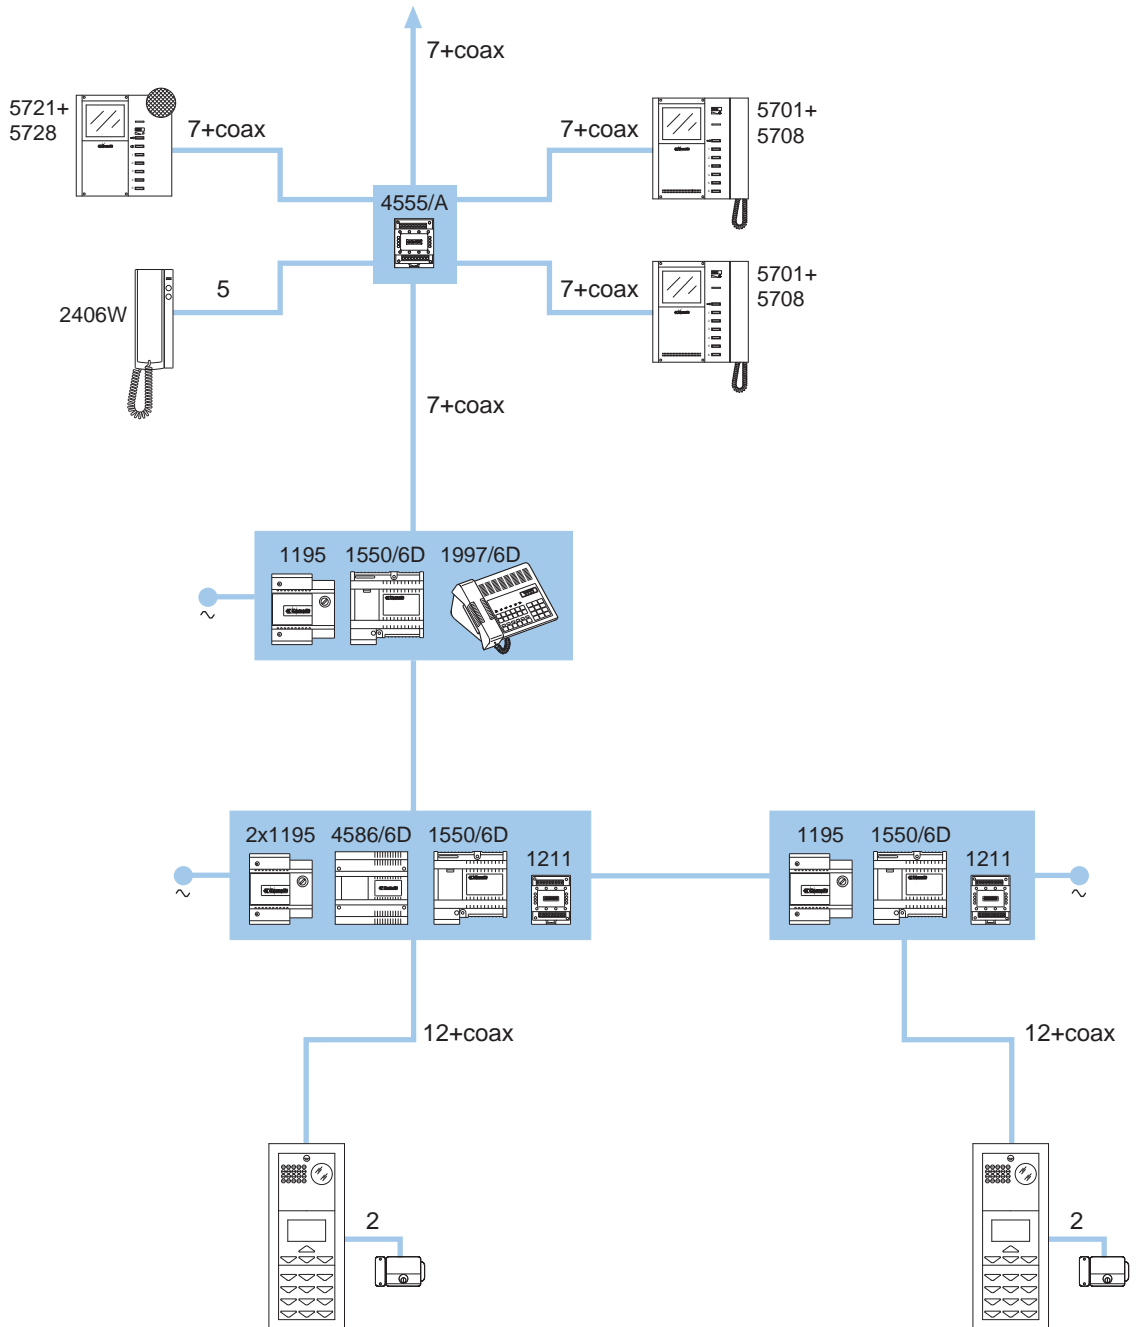 7+coax
5721+
5728
7+coax
7+coax
5701+
5708
4555/A
2406W
5
7+coax
5701+
5708
7+coax
1195 1550/6D 1997/6D
~
2x1195 4586/6D 1550/6D 1211
~
1195 1550/6D 1211
~
12+coax
12+coax
2
2